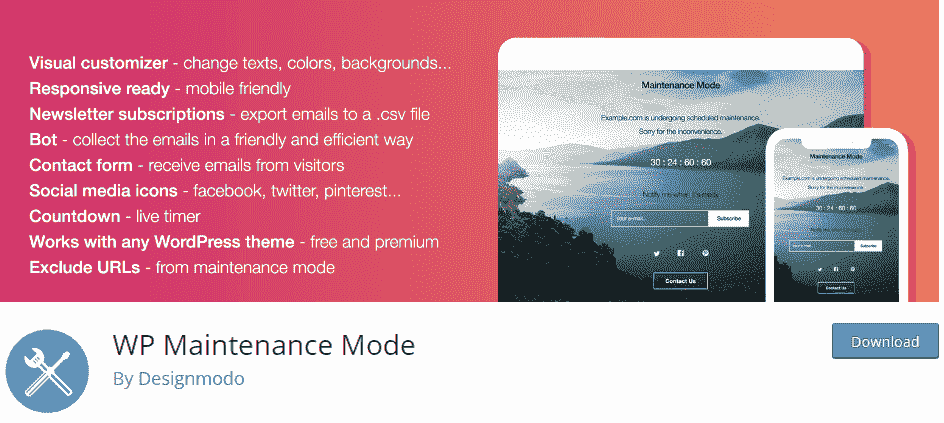 Visual customizer - change texts, colors, backgrounds...
Responsive ready - mobile friendly
Newsletter subscriptions - export emails to a .csv file
Bot - collect the emails in a friendly and efficient way
Contact form - receive emails from visitors
Social media icons - facebook, twitter, pinterest...
Countdown - live timer
Works with any WordPress theme - free and premium
Exclude URLs - from maintenance mode
Maintenance Mode
Example.com is undergoing scheduled maintenance.
Sorry for the inconvenience.
30 : 24 : 60 : 60
your e-mail...
Subscribe
Contact Us
Maintenance Mode
Example.com is undergoing scheduled maintenance.
Sorry for the inconvenience.
30 : 24 : 60 : 60
your e-mail...
Subscribe
Contact Us
WP Maintenance Mode
By Designmodo
Download